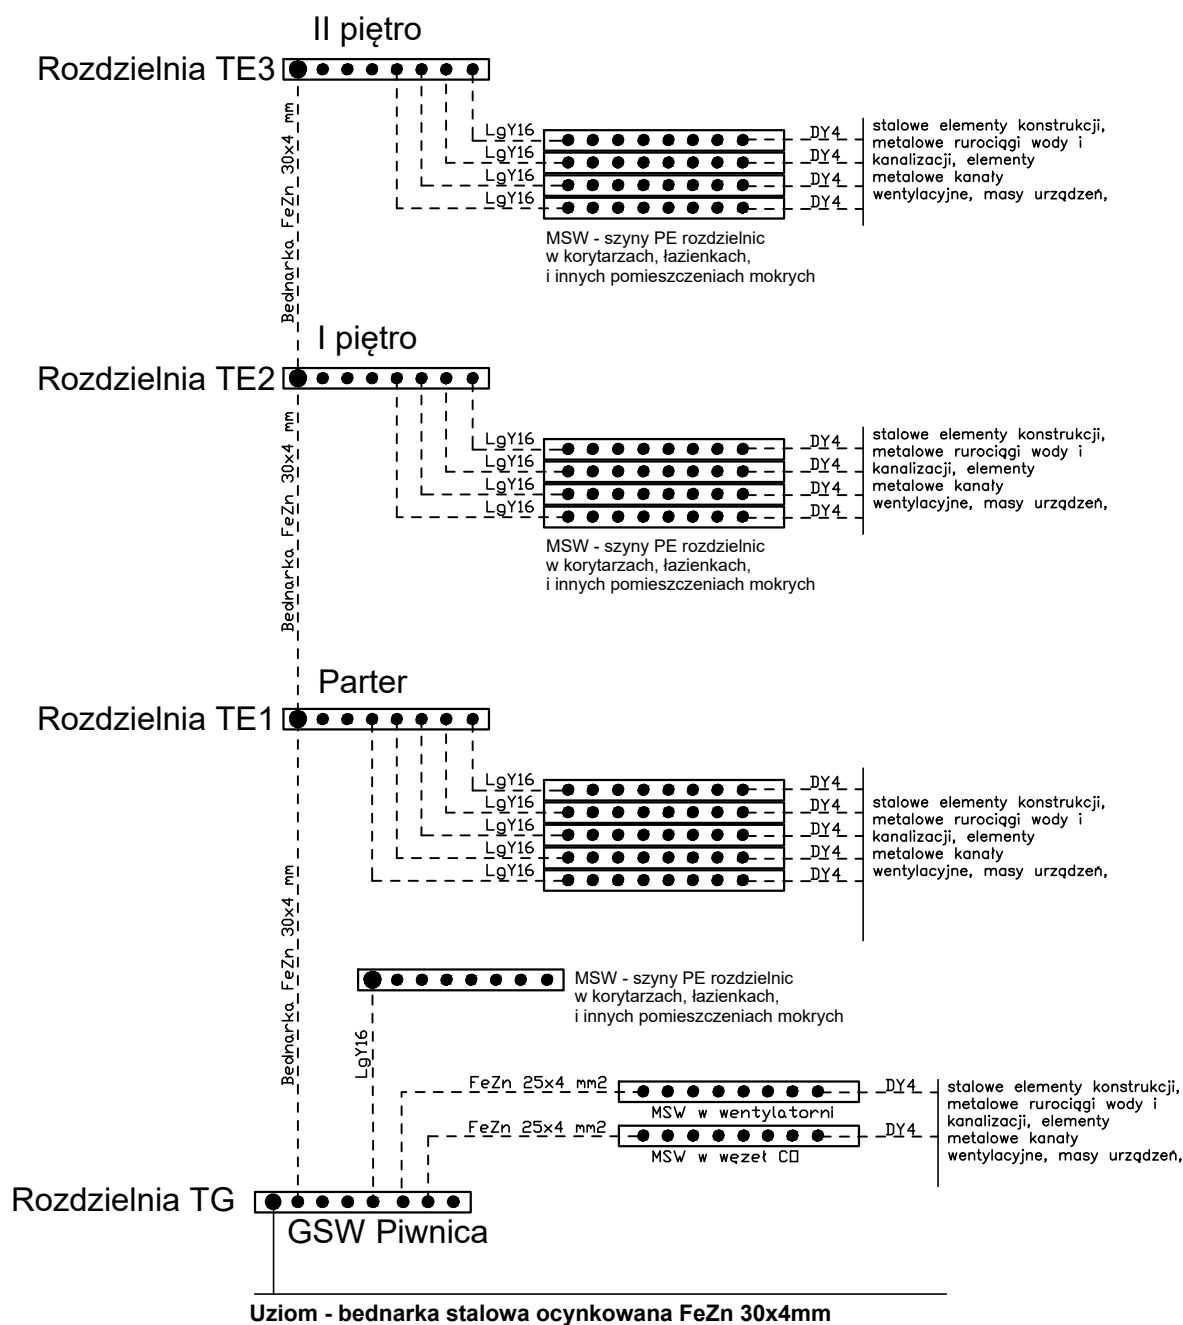 II piętro
Rozdzielnia TE3
Bednarka FeZn 30x4 mm
LgY16
LgY16
LgY16
LgY16
DY4
DY4
DY4
DY4
stalowe elementy konstrukcji,
metalowe rurociągi wody i
kanalizacji, elementy
metalowe kanały
wentylacyjne, masy urządzeń,
MSW - szyny PE rozdzielnic
w korytarzach, łazienkach,
i innych pomieszczeniach mokrych
I piętro
Rozdzielnia TE2
Bednarka FeZn 30x4 mm
LgY16
LgY16
LgY16
LgY16
DY4
DY4
DY4
DY4
stalowe elementy konstrukcji,
metalowe rurociągi wody i
kanalizacji, elementy
metalowe kanały
wentylacyjne, masy urządzeń,
MSW - szyny PE rozdzielnic
w korytarzach, łazienkach,
i innych pomieszczeniach mokrych
Parter
Rozdzielnia TE1
Bednarka FeZn 30x4 mm
LgY16
LgY16
LgY16
LgY16
LgY16
DY4
DY4
DY4
DY4
DY4
stalowe elementy konstrukcji,
metalowe rurociągi wody i
kanalizacji, elementy
metalowe kanały
wentylacyjne, masy urządzeń,
MSW - szyny PE rozdzielnic
w korytarzach, łazienkach,
i innych pomieszczeniach mokrych
LgY16
FeZn 25x4 mm2
MSW w wentylatorni
DY4
FeZn 25x4 mm2
MSW w węzeł CO
DY4
stalowe elementy konstrukcji,
metalowe rurociągi wody i
kanalizacji, elementy
metalowe kanały
wentylacyjne, masy urządzeń,
Rozdzielnia TG
GSW Piwnica
Uziom - bednarka stalowa ocynkowana FeZn 30x4mm